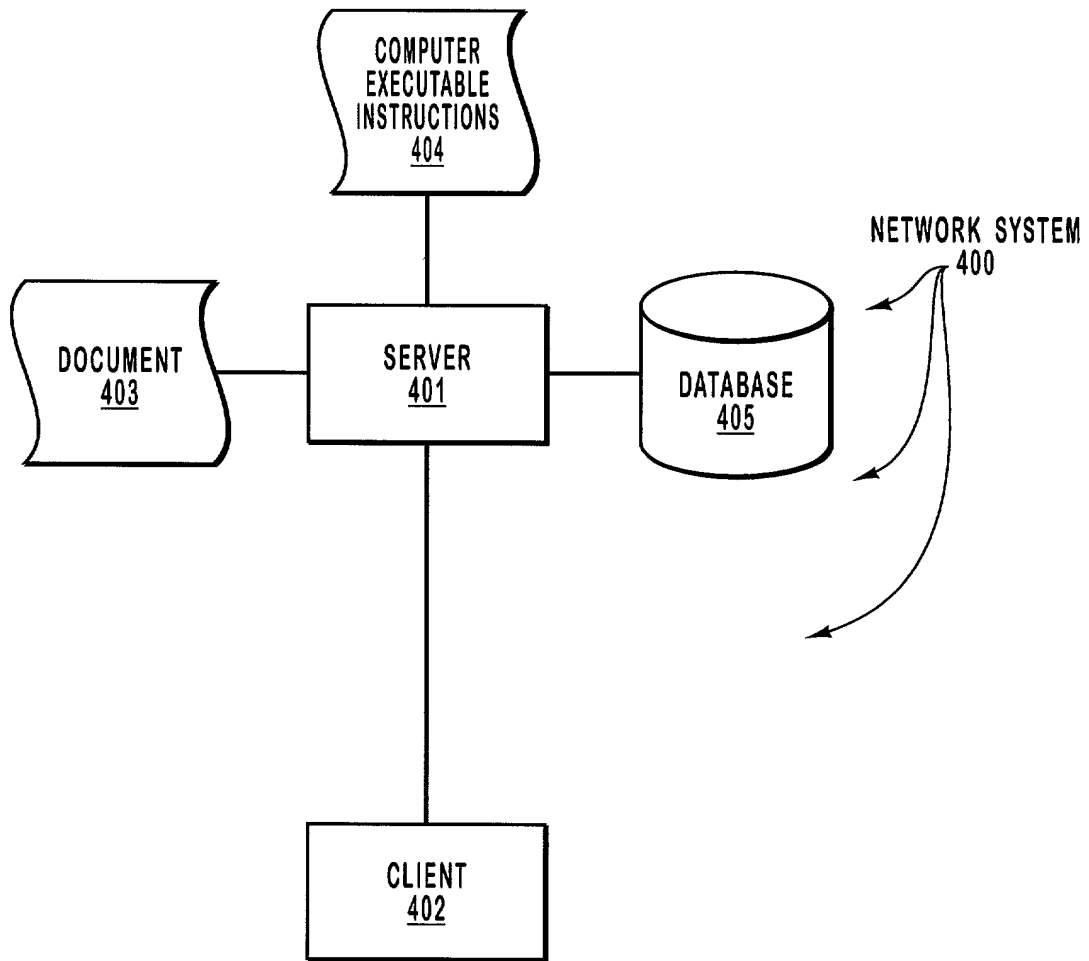 COMPUTER
EXECUTABLE
INSTRUCTIONS
404
NETWORK SYSTEM
400
DOCUMENT
403
SERVER
401
DATABASE
405
CLIENT
402